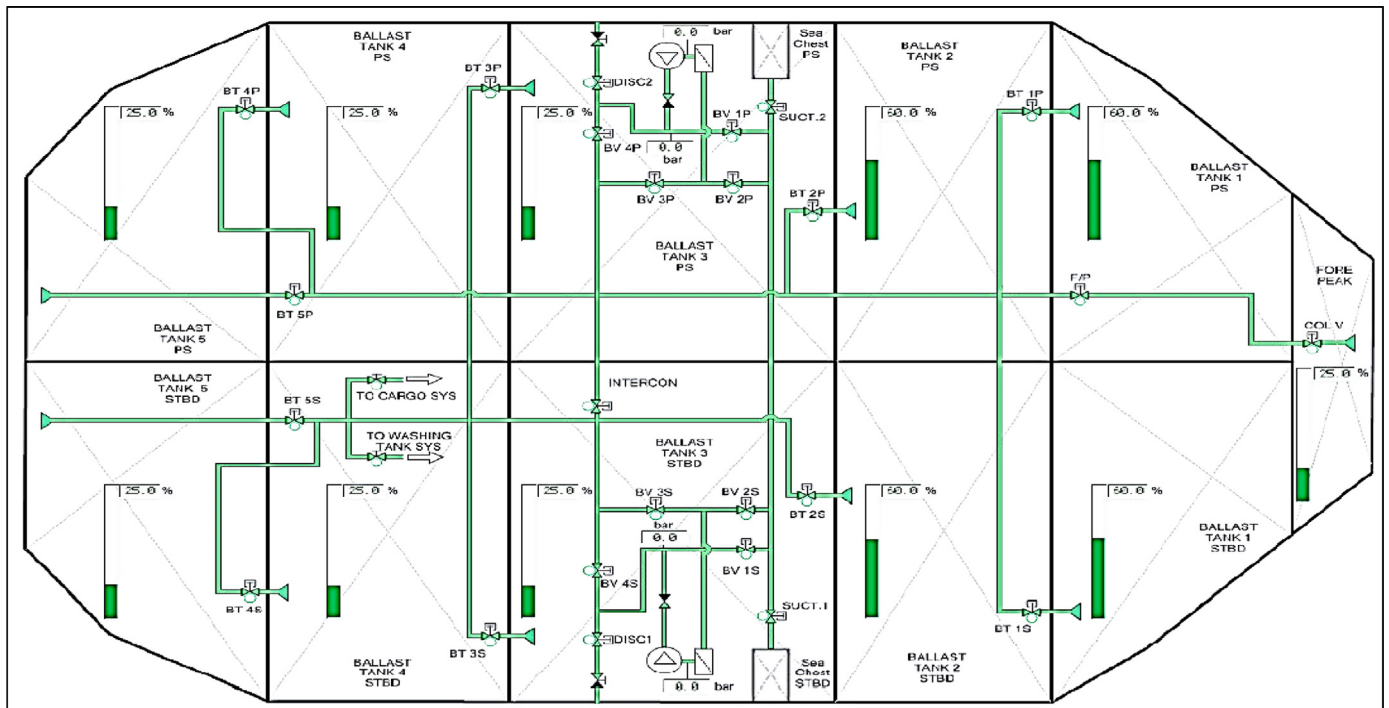 BALLAST
TANK 4
PS
BT 3P
BT 4P
25.0 %
25.0 %
25.0 %
DISC2
BV 4P
0.0 bar
0.0
bar
BV 1P
BV 3P
BV 2P
Sea
Chest
PS
SUCT.2
BALLAST
TANK 2
PS
BT 1P
60.0 %
60.0 %
BT 2P
BALLAST
TANK 1
PS
BALLAST
TANK 3
PS
F/P
FORE
PEAK
COL V
BT 5P
BALLAST
TANK 5
PS
BALLAST
TANK 5
STBD
BT 5S
TO CARGO SYS
TO WASHING
TANK SYS
INTERCON
BALLAST
TANK 3
STBD
25.0 %
25.0 %
25.0 %
25.0 %
BV 3S
BV 2S
bar
0.0
BV 1S
BV 4S
BT 2S
60.0 %
60.0 %
BALLAST
TANK 1
STBD
BT 4S
BT 3S
DISC1
SUCT.1
BT 1S
BALLAST
TANK 4
STBD
0.0 bar
Sea
Chest
STBD
BALLAST
TANK 2
STBD